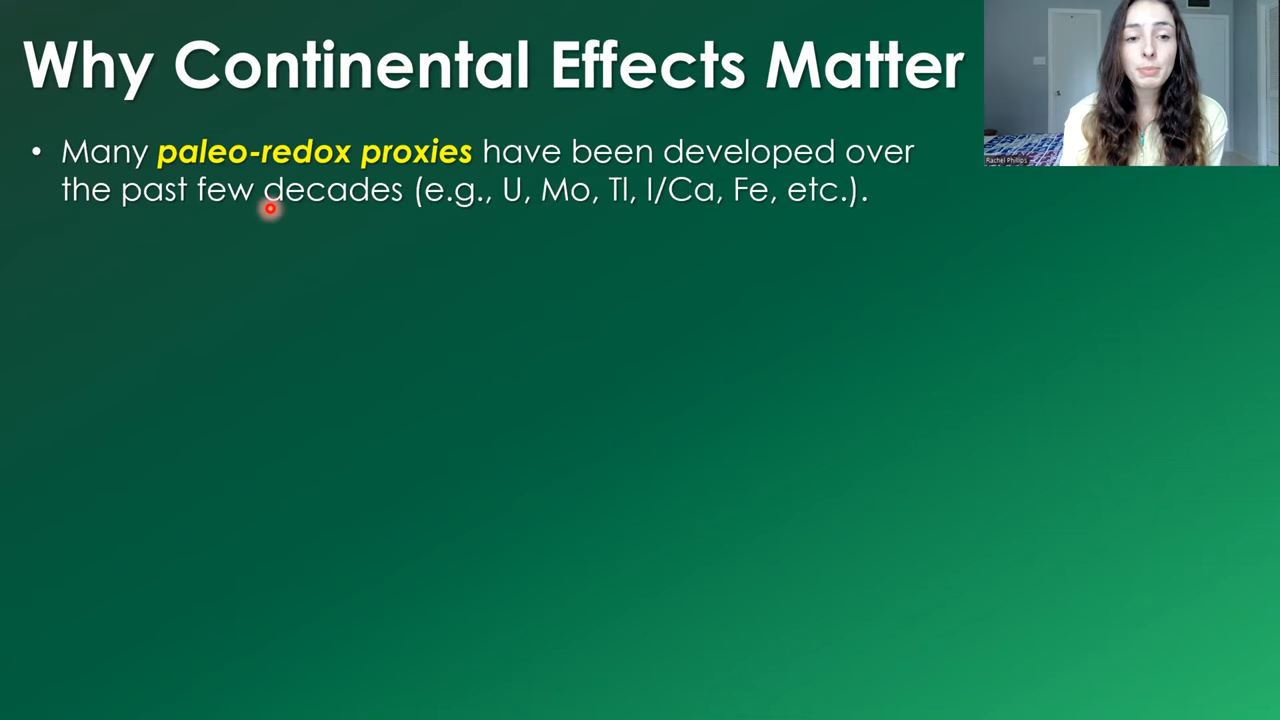 Why Continental Effects Matter
• Many paleo-redox proxies have been developed over
the past few decades (e.g., U, Mo, Tl, I/Ca, Fe, etc.).
Rachel Phillips